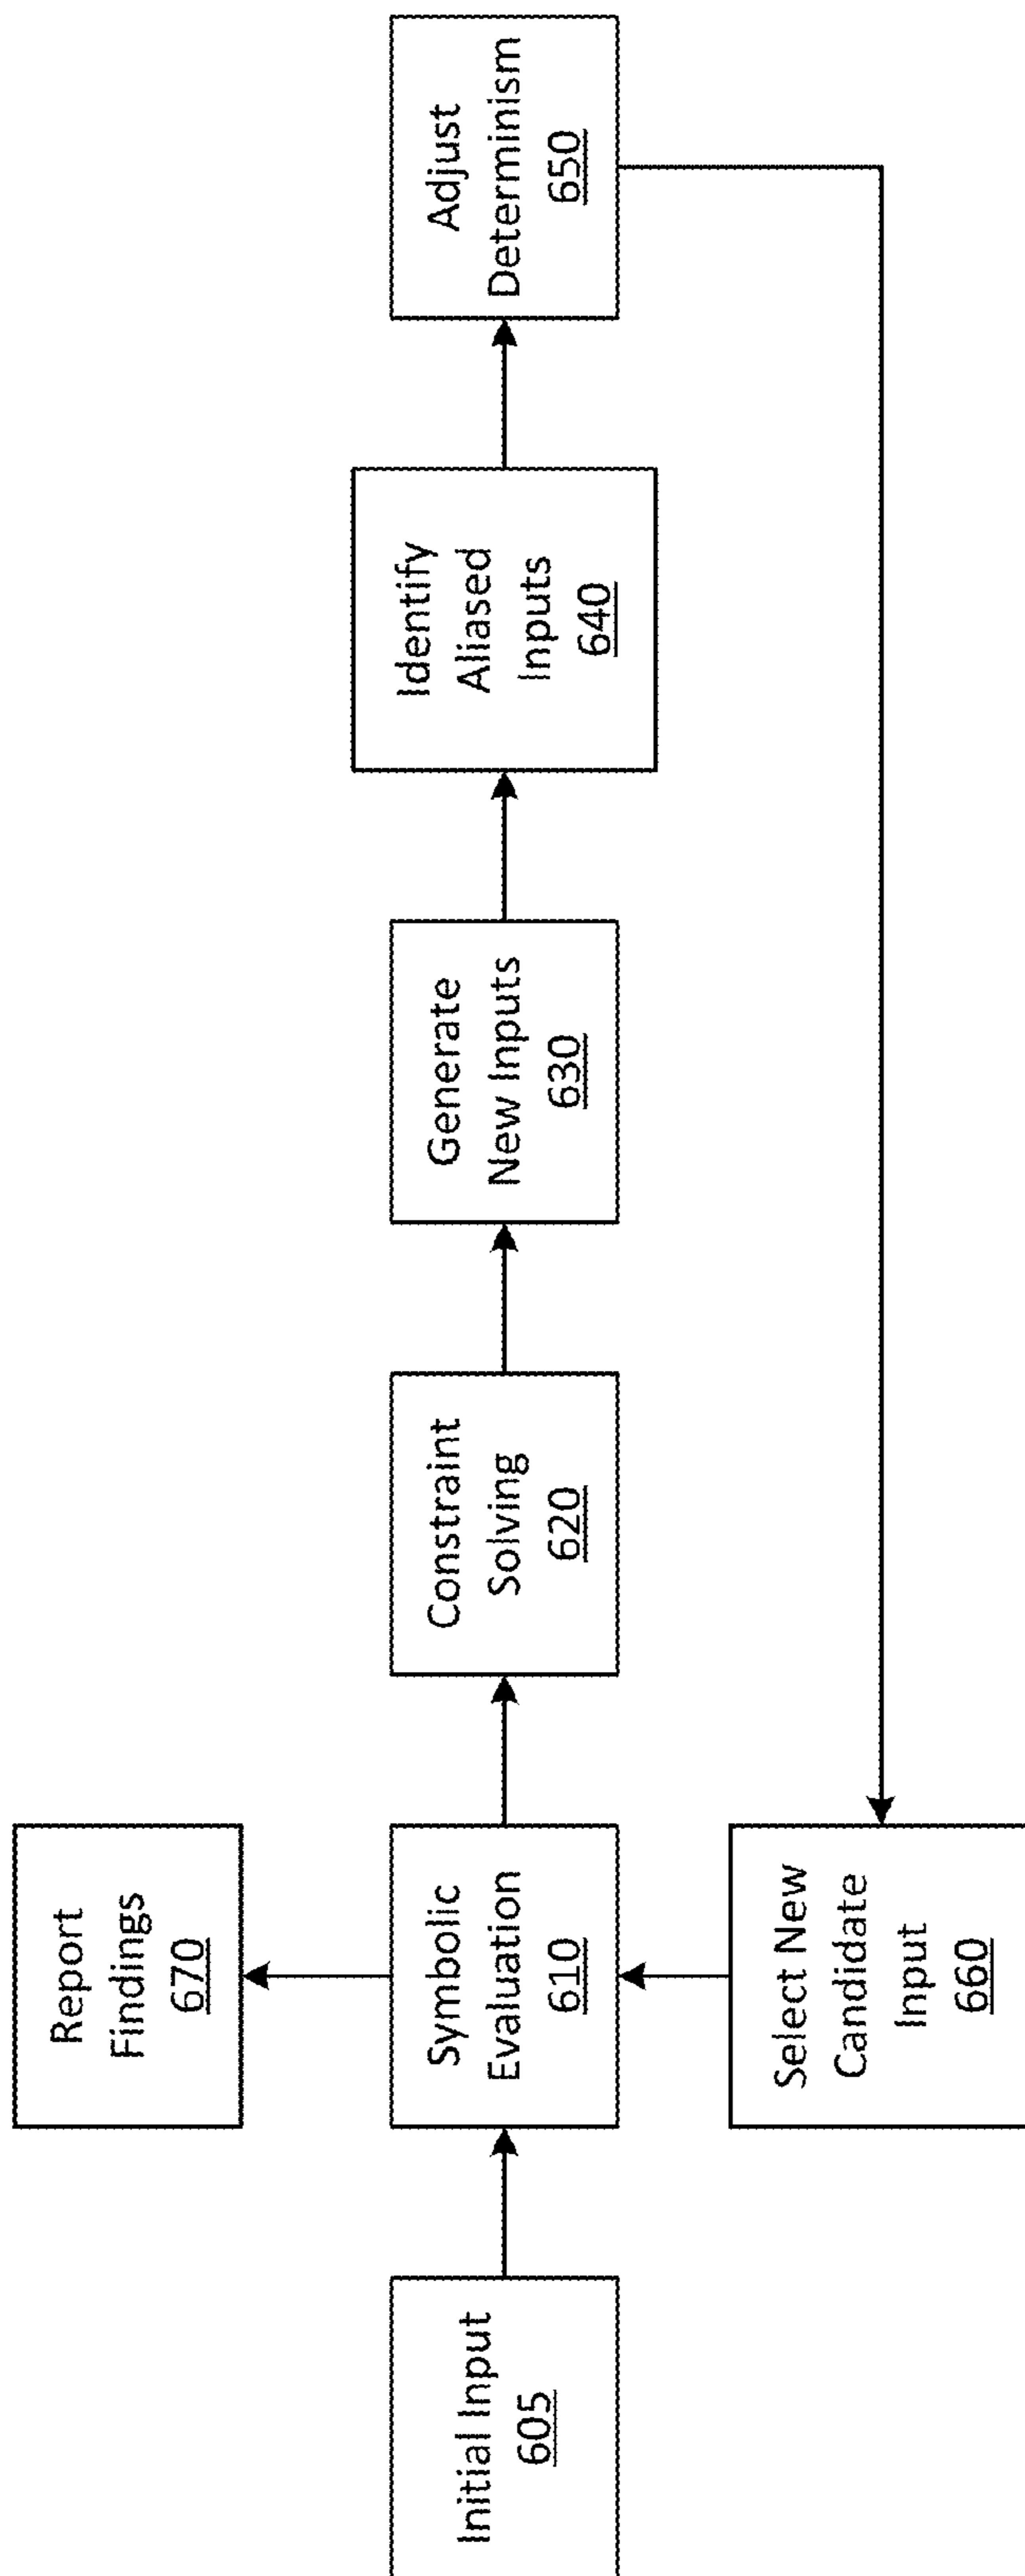 Report
Findings
670
Initial Input
605
Symbolic
Evaluation
610
Constraint
Solving
620
Generate
New Inputs
630
Identify
Aliased
Inputs
640
Adjust
Determinism
650
Select New
Candidate
Input
660